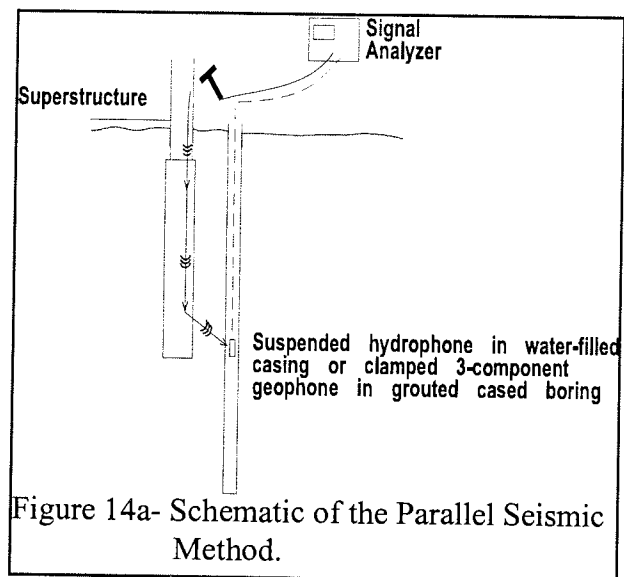 Signal
Analyzer
Superstructure
Suspended hydrophone in water-filled
casing or clamped 3-component
geophone in grouted cased boring
Figure 14a- Schematic of the Parallel Seismic
Method.